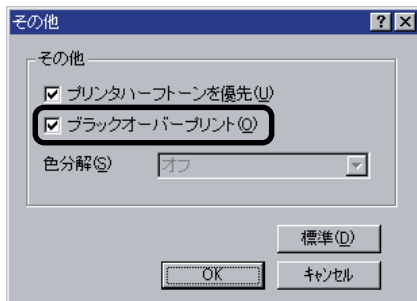 その他
その他
プリンタハーフトーンを優先(U)
ブラックオーバープリント(O)
色分解(S) オフ
標準(D)
OK キャンセル